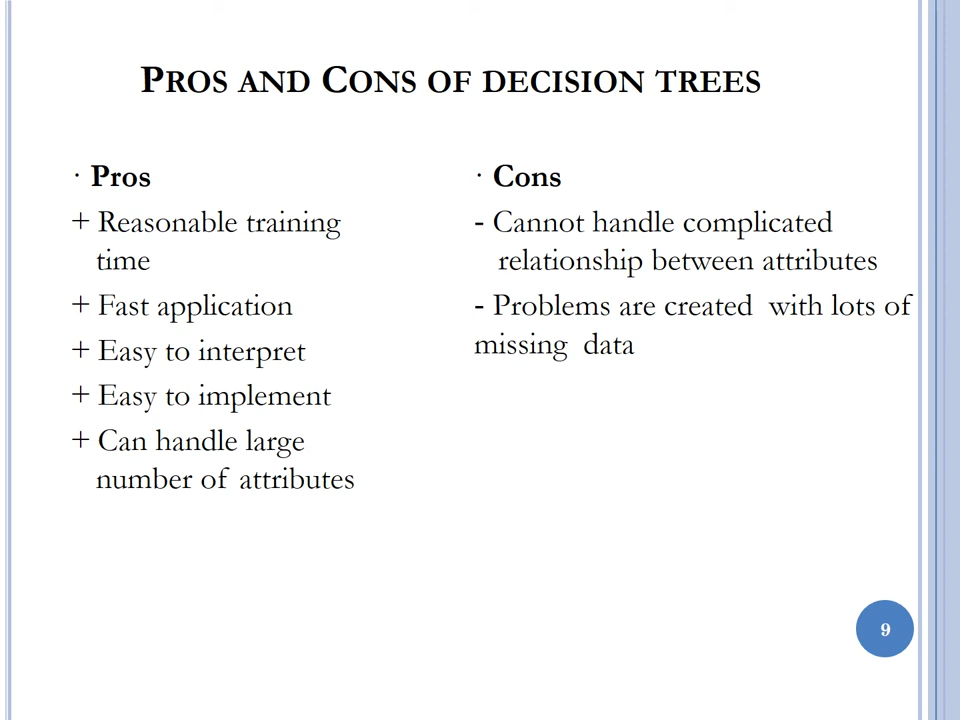 PROS AND CONS OF DECISION TREES
· Pros
+ Reasonable training
time
+ Fast application
+ Easy to interpret
+ Easy to implement
+ Can handle large
number of attributes
· Cons
- Cannot handle complicated
relationship between attributes
- Problems are created with lots of
missing data
9